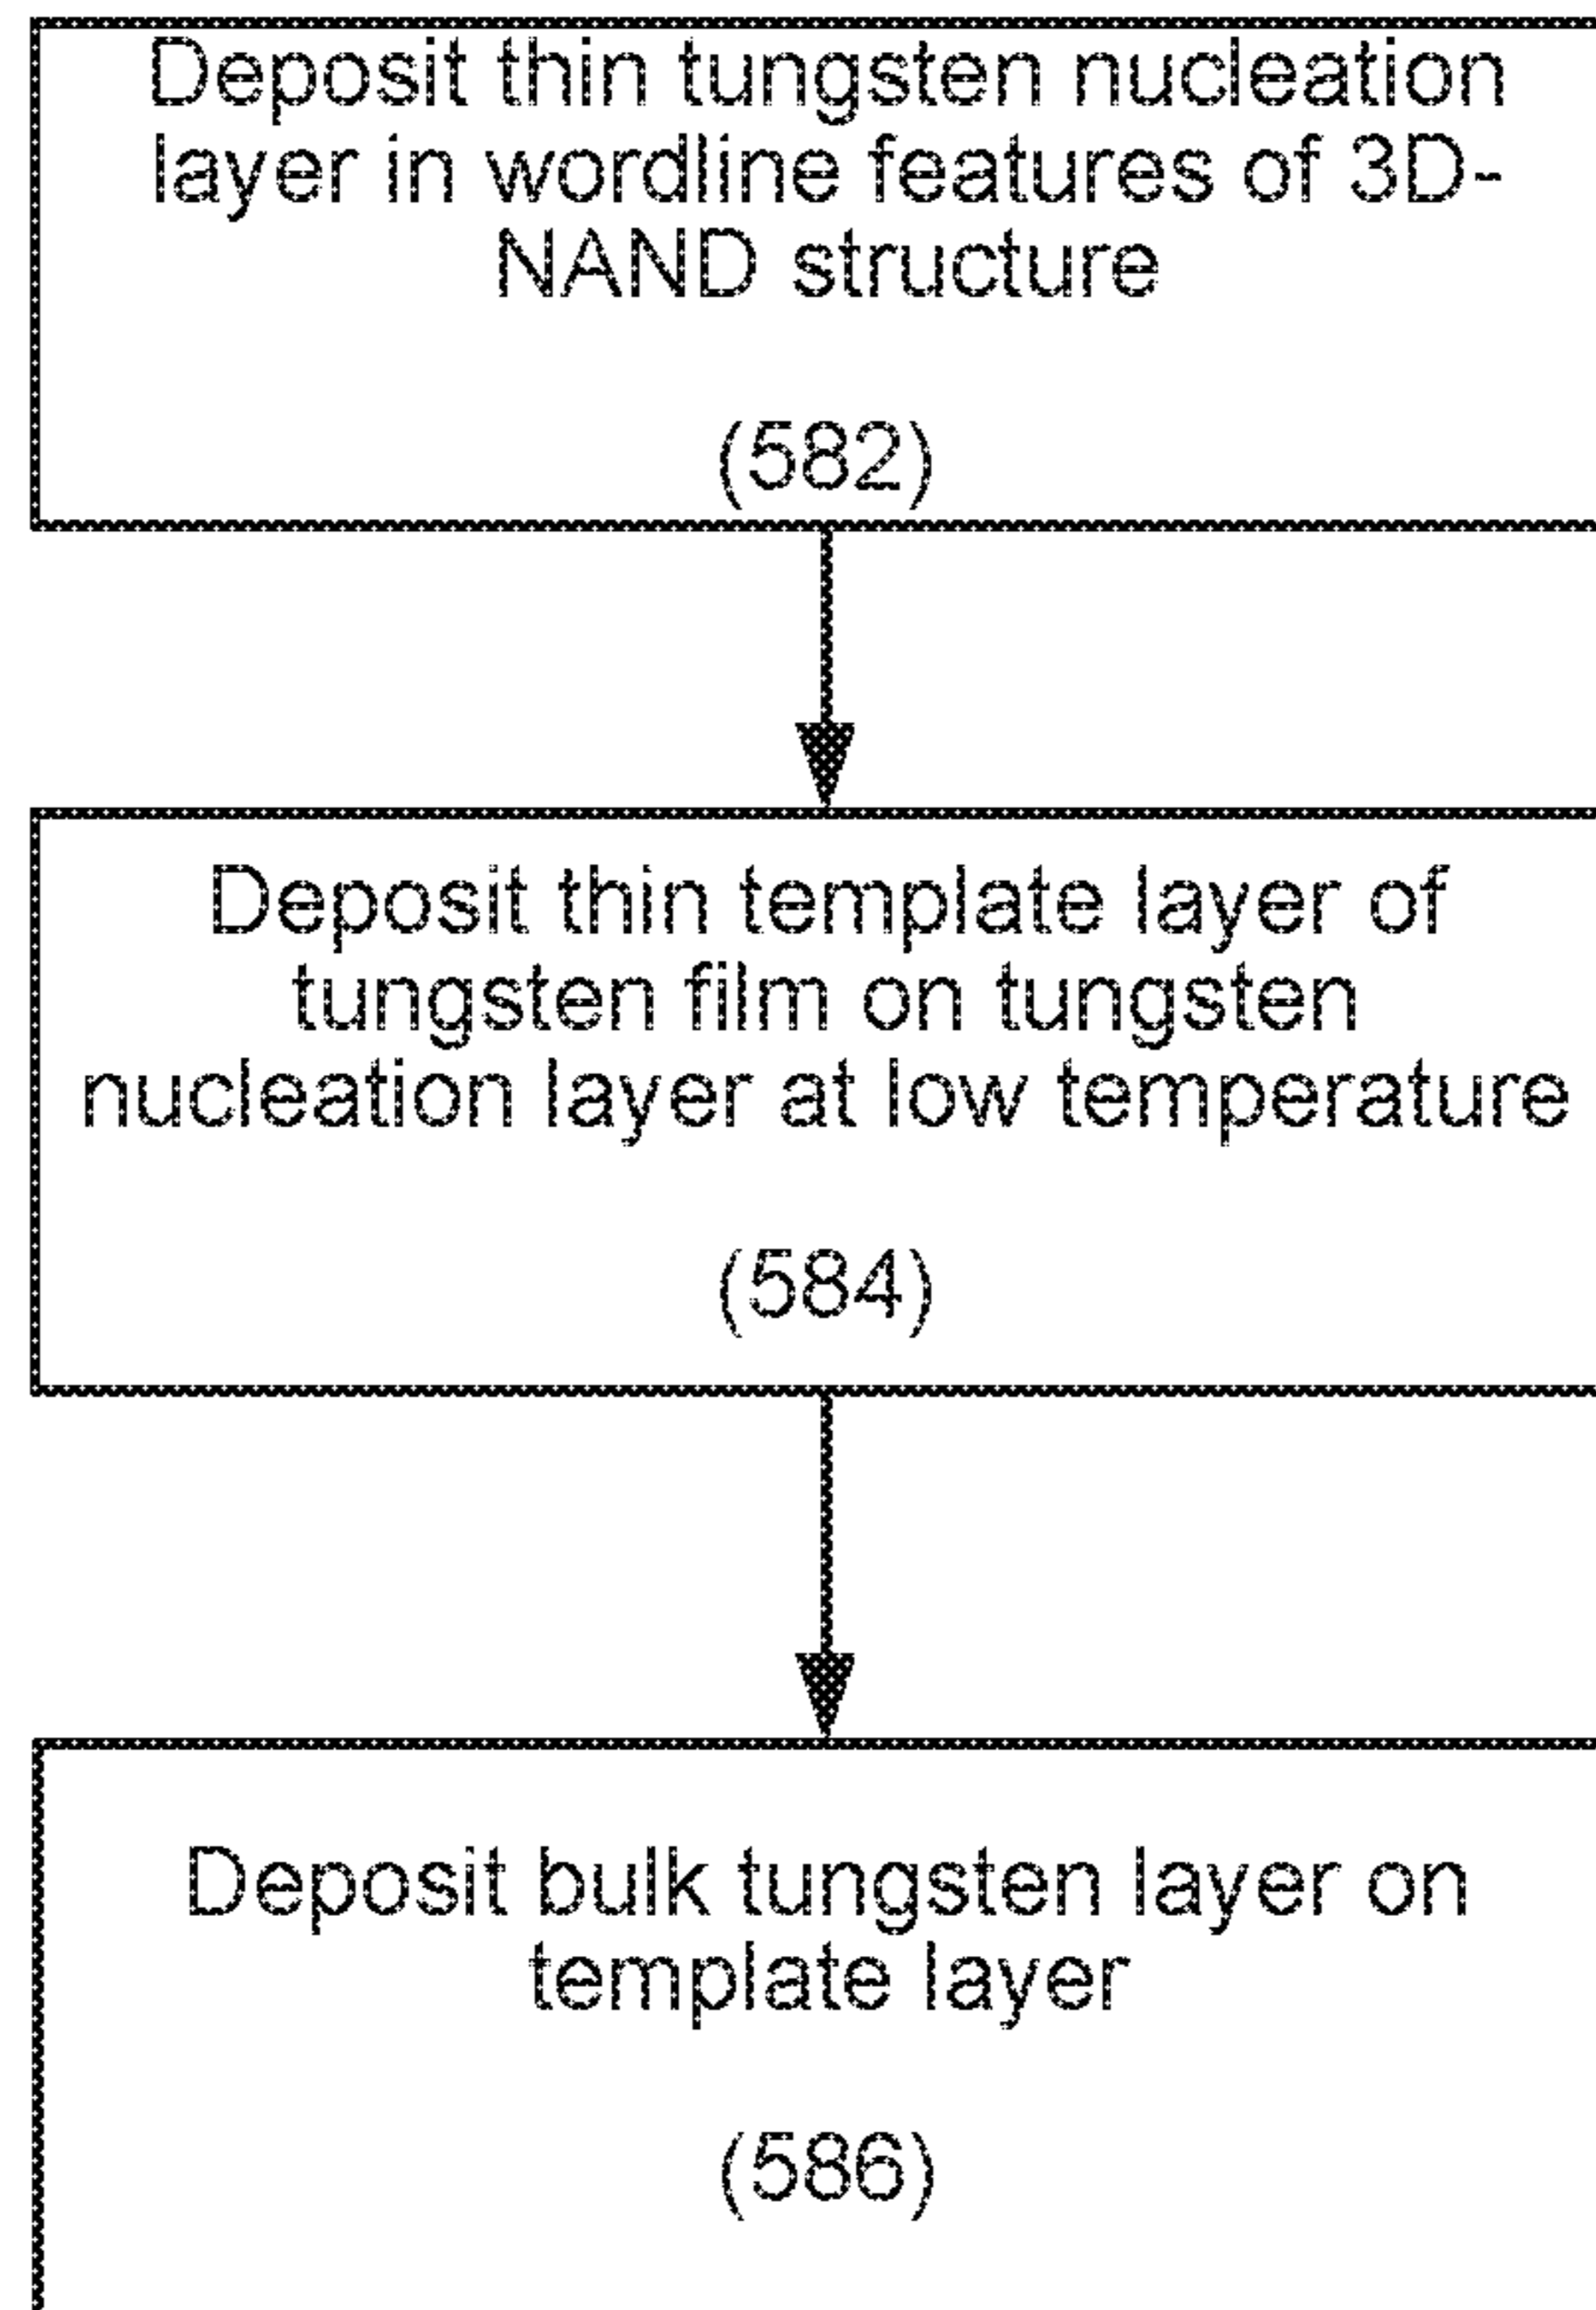 Deposit thin tungsten nucleation
layer in wordline features of 3D-
NAND structure
(582)
Deposit thin template layer of
tungsten film on tungsten
nucleation layer at low temperature
(584)
Deposit bulk tungsten layer on
template layer
(586)